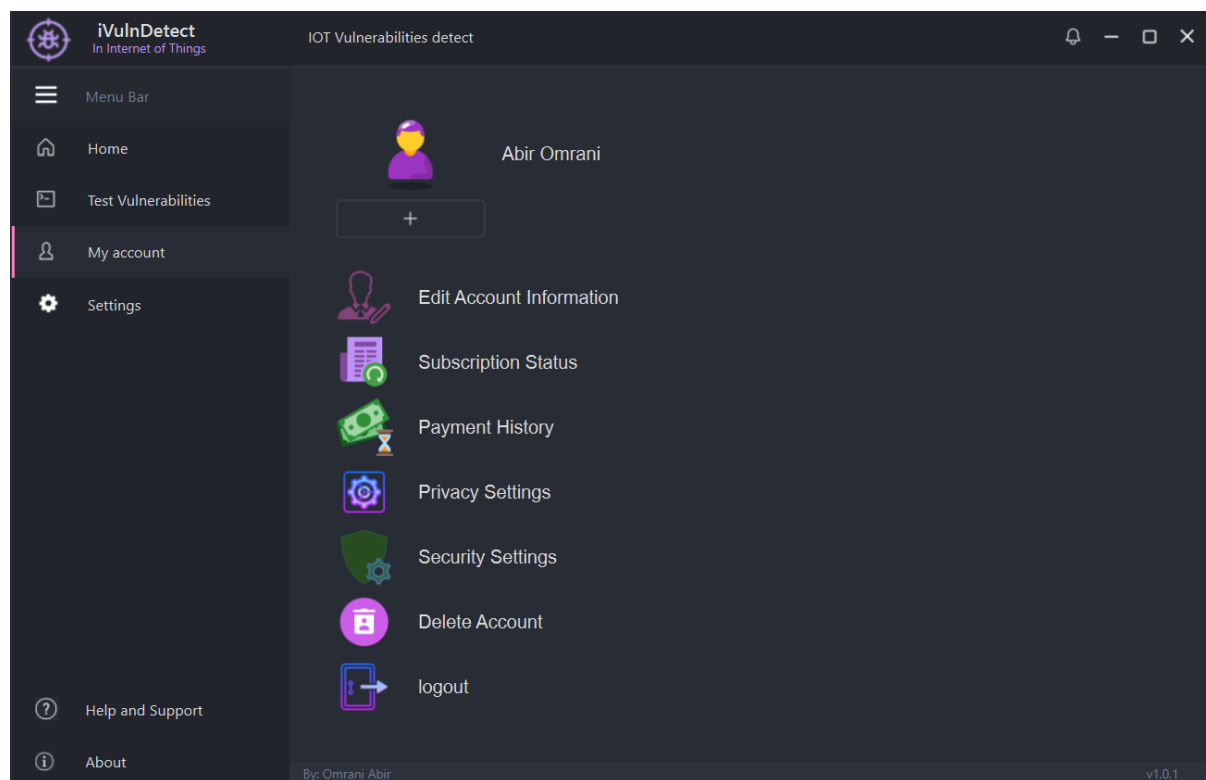 iVulnDetect
In Internet of Things
IOT Vulnerabilities detect
Menu Bar
Home
Test Vulnerabilities
My account
Settings
Help and Support
About
Abir Omrani
+
Edit Account Information
Subscription Status
Payment History
Privacy Settings
Security Settings
Delete Account
logout
By: Omrani Abir
v1.0.1